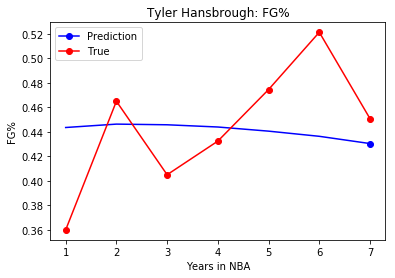 Tyler Hansbrough: FG%
Prediction
True
FG%
0.52
0.50
0.48
0.46
0.44
0.42
0.40
0.38
0.36
1 2 3 4 5 6 7
Years in NBA